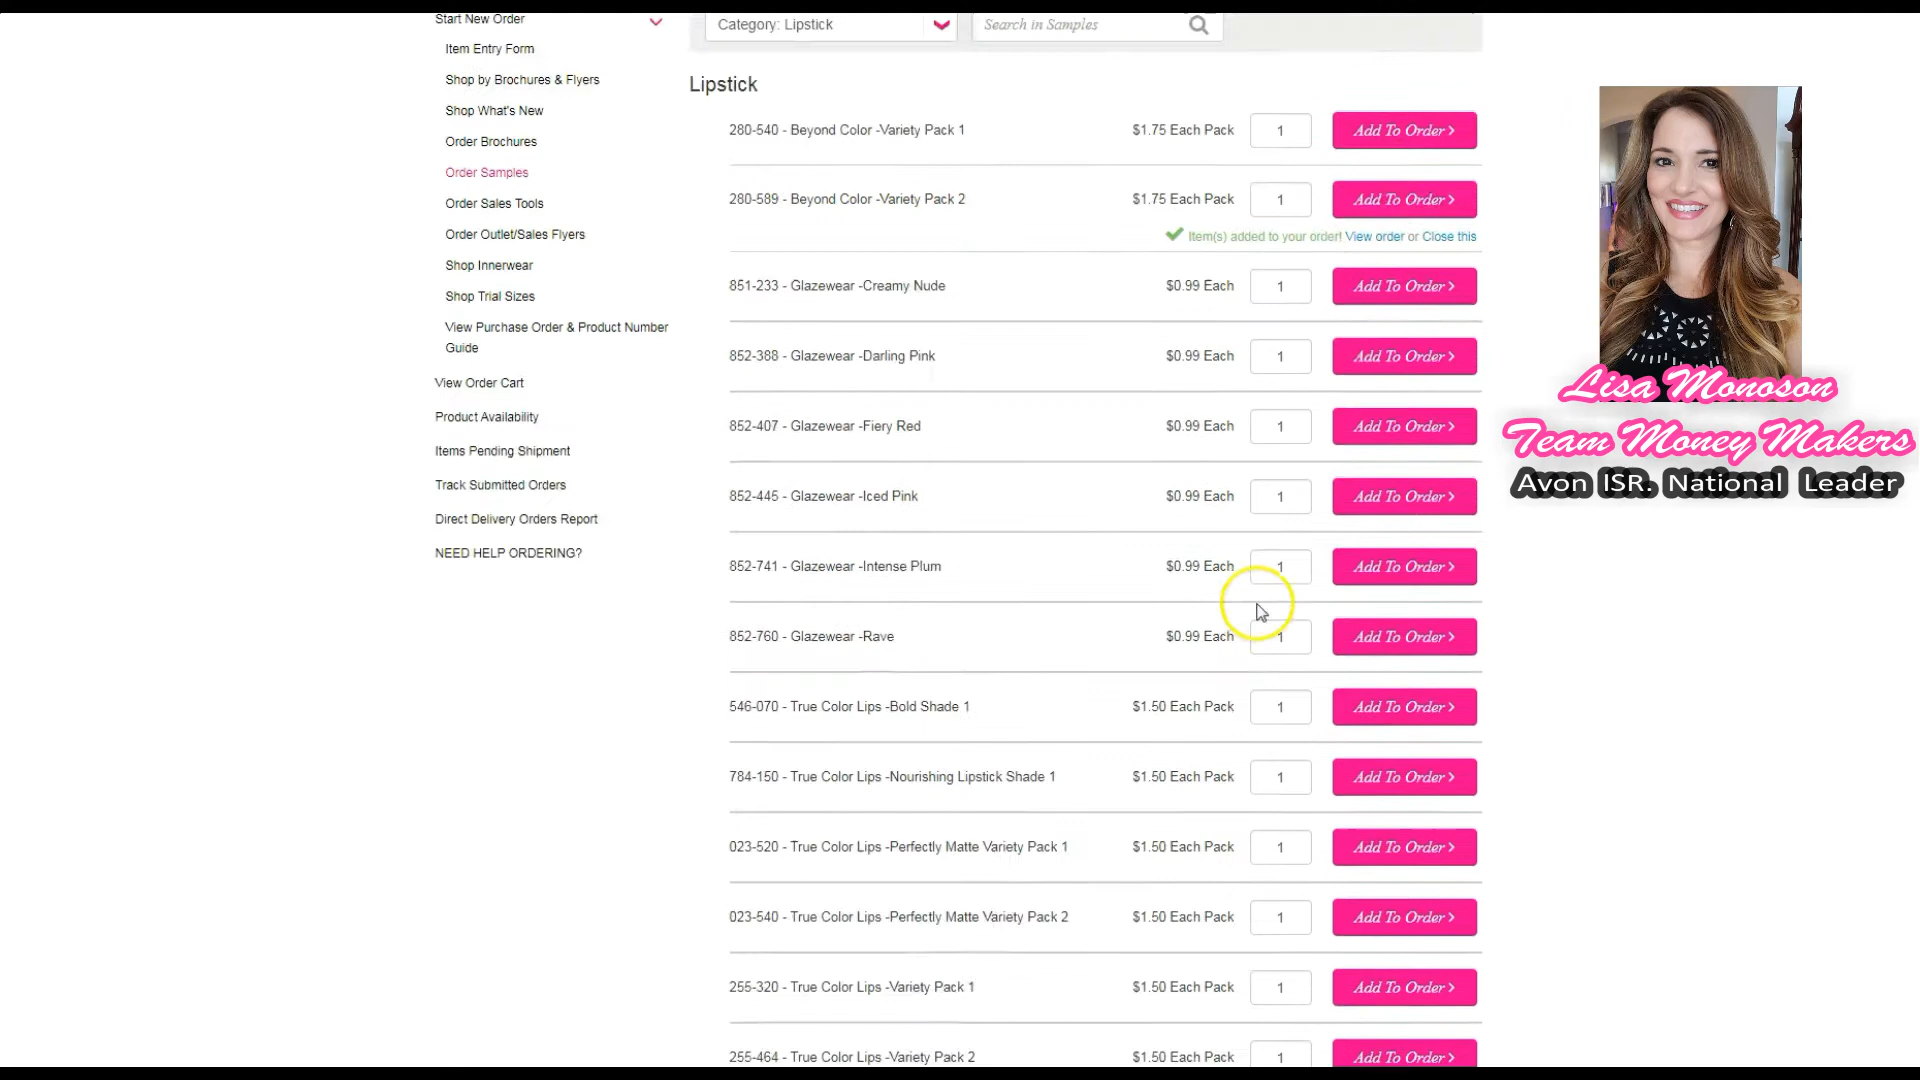 Start New Order
Item Entry Form
Shop by Brochures & Flyers
Shop What's New
Order Brochures
Order Samples
Order Sales Tools
Order Outlet/Sales Flyers
Shop Innerwear
Shop Trial Sizes
View Purchase Order & Product Number
Guide
View Order Cart
Product Availability
Items Pending Shipment
Track Submitted Orders
Direct Delivery Orders Report
NEED HELP ORDERING?
Category: Lipstick
Search in Samples
Lipstick
280-540 - Beyond Color -Variety Pack 1 $1.75 Each Pack 1 Add To Order >
280-589 - Beyond Color -Variety Pack 2 $1.75 Each Pack 1 Add To Order >
Item(s) added to your order! View order or Close this
851-233 - Glazewear -Creamy Nude $0.99 Each 1 Add To Order >
852-388 - Glazewear -Darling Pink $0.99 Each 1 Add To Order >
852-407 - Glazewear -Fiery Red $0.99 Each 1 Add To Order >
852-445 - Glazewear -Iced Pink $0.99 Each 1 Add To Order >
852-741 - Glazewear -Intense Plum $0.99 Each 1 Add To Order >
852-760 - Glazewear -Rave $0.99 Each 1 Add To Order >
546-070 - True Color Lips -Bold Shade 1 $1.50 Each Pack 1 Add To Order >
784-150 - True Color Lips -Nourishing Lipstick Shade 1 $1.50 Each Pack 1 Add To Order >
023-520 - True Color Lips -Perfectly Matte Variety Pack 1 $1.50 Each Pack 1 Add To Order >
023-540 - True Color Lips -Perfectly Matte Variety Pack 2 $1.50 Each Pack 1 Add To Order >
255-320 - True Color Lips -Variety Pack 1 $1.50 Each Pack 1 Add To Order >
255-464 - True Color Lips -Variety Pack 2 $1.50 Each Pack 1 Add To Order >
Lisa Monoson
Team Money Makers
Avon ISR. National Leader